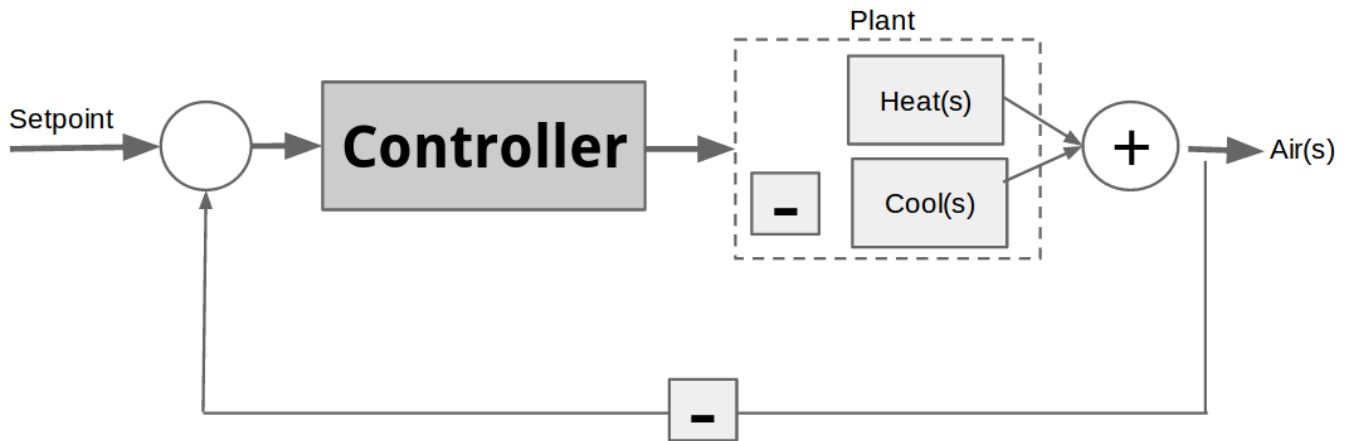 Plant
Setpoint
Controller
Heat(s)
+
Air(s)
-
Cool(s)
-